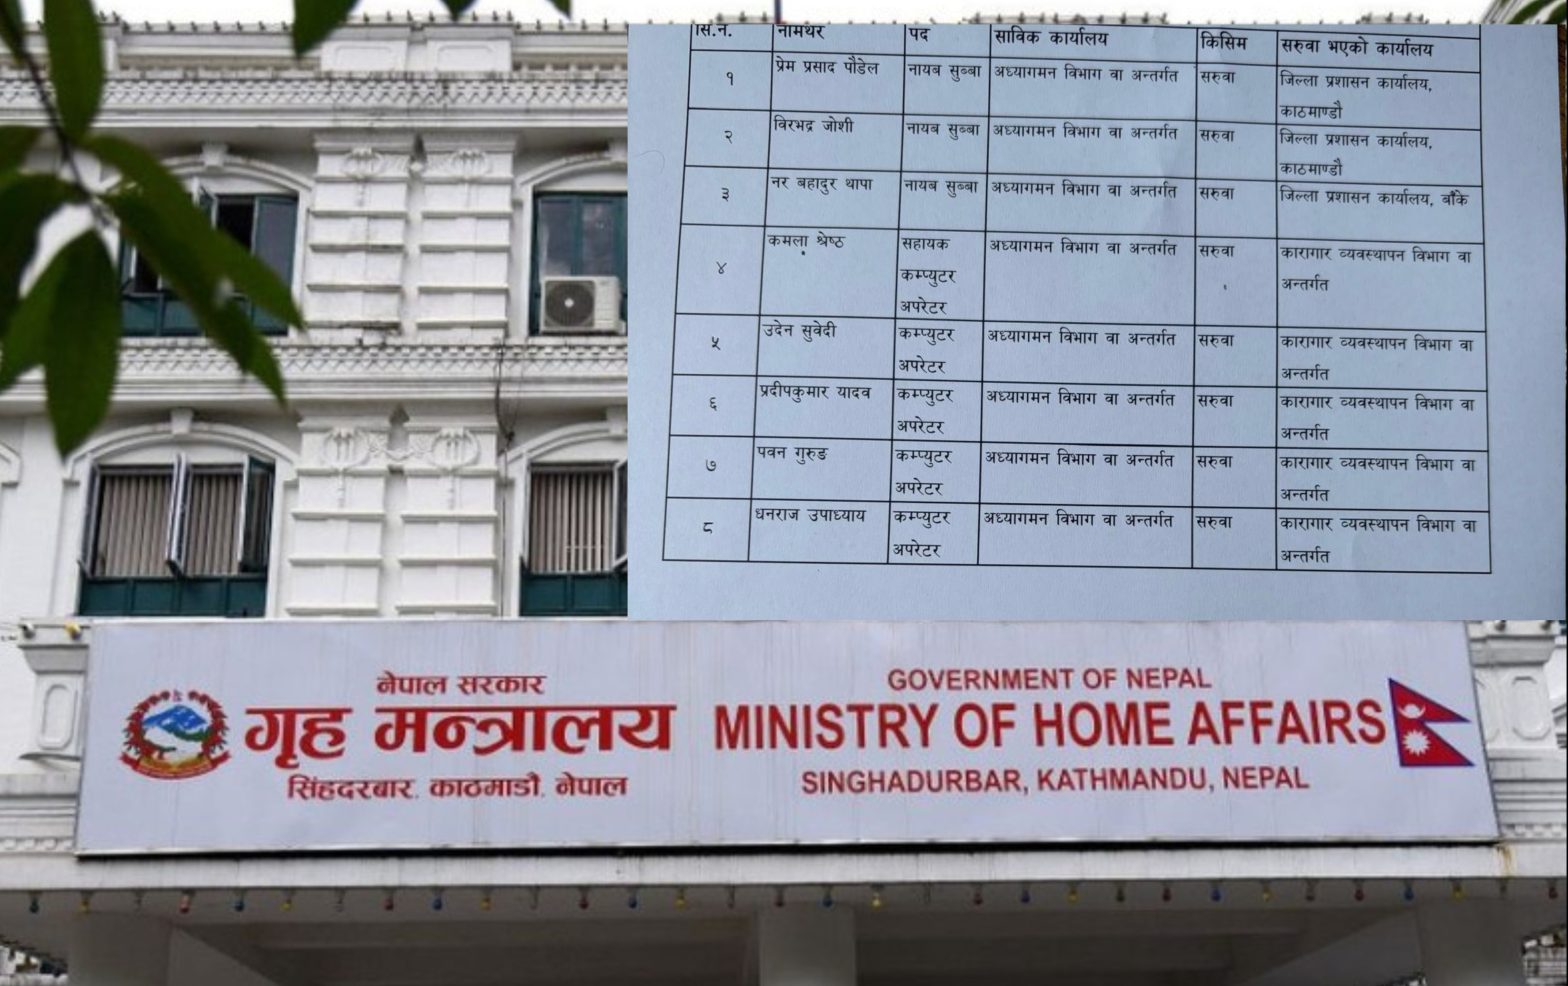 सि.नं. नामथर पद साविक कार्यालय किसिम सरुवा भएको कार्यालय
१ प्रेम प्रसाद पौडेल नायब सुब्बा अध्यागमन विभाग वा अन्तर्गत सरुवा जिल्ला प्रशासन कार्यालय,
काठमाण्डौ
२ विरभद्र जोशी नायब सुब्बा अध्यागमन विभाग वा अन्तर्गत सरुवा जिल्ला प्रशासन कार्यालय,
काठमाण्डौ
३ नर बहादुर थापा नायब सुब्बा अध्यागमन विभाग वा अन्तर्गत सरुवा जिल्ला प्रशासन कार्यालय, बाँके
४ कमला श्रेष्ठ सहायक अध्यागमन विभाग वा अन्तर्गत सरुवा कारागार व्यवस्थापन विभाग वा
कम्प्युटर अन्तर्गत
अपरेटर
५ उदेन सुवेदी कम्प्युटर अध्यागमन विभाग वा अन्तर्गत सरुवा कारागार व्यवस्थापन विभाग वा
अपरेटर अन्तर्गत
६ प्रदीपकुमार यादव कम्प्युटर अध्यागमन विभाग वा अन्तर्गत सरुवा कारागार व्यवस्थापन विभाग वा
अपरेटर अन्तर्गत
७ पवन गुरुङ कम्प्युटर अध्यागमन विभाग वा अन्तर्गत सरुवा कारागार व्यवस्थापन विभाग वा
अपरेटर अन्तर्गत
८ धनराज उपाध्याय कम्प्युटर अध्यागमन विभाग वा अन्तर्गत सरुवा कारागार व्यवस्थापन विभाग वा
अपरेटर अन्तर्गत
नेपाल सरकार
गृह मन्त्रालय
सिंहदरबार, काठमाडौं, नेपाल
GOVERNMENT OF NEPAL
MINISTRY OF HOME AFFAIRS
SINGHADURBAR, KATHMANDU, NEPAL